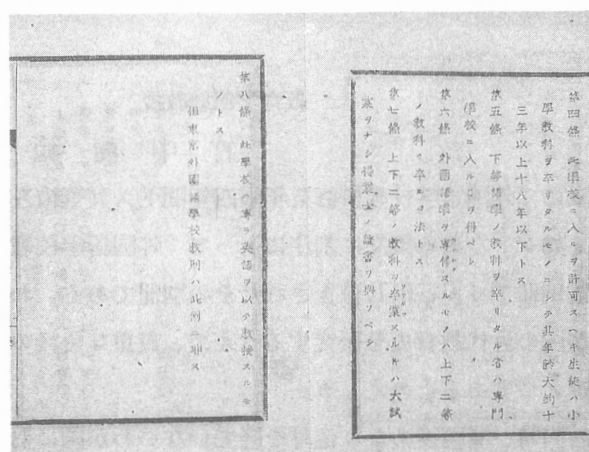 第四條 此學校ニ入ルヲ許可スヘキ生徒ハ小
學教科ヲ卒リタルモノニシテ其年齡大約十
三年以上十八年以下トス
第五條 下等語學ノ教科ヲ卒リタル者ハ專門
學校ニ入ルヲ得ベシ
第六條 外國語學ヲ專修スルモノハ上下二等
ノ教科ヲ卒ルヲ法トス
第七條 上下二等ノ教科ヲ卒業スルトキハ大試
業ヲナシ得業士ノ證書ヲ與フベシ
第八條 此學校ハ專ラ英語ヲ以テ教授スルモ
ノトス
但東京外國語學校教則ハ此例ニ非ス